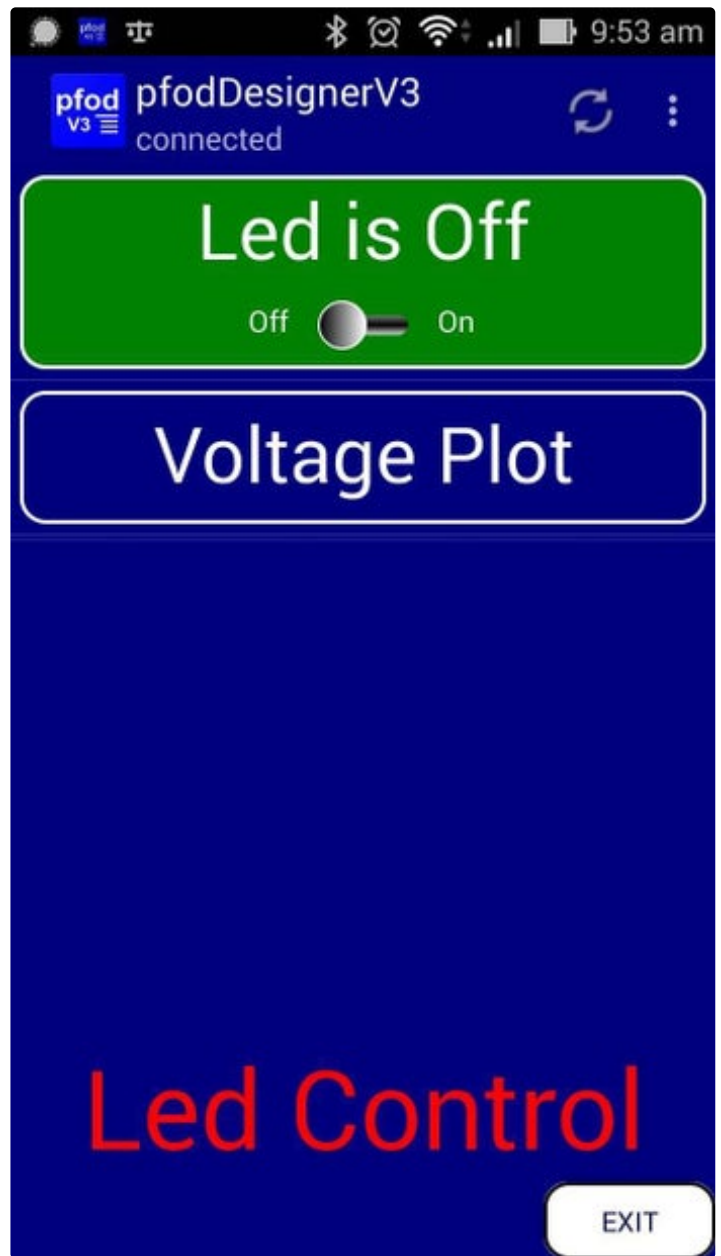 9:53 am
pfod
V3
pfodDesignerV3
connected
Led is Off
Off On
Voltage Plot
Led Control
EXIT